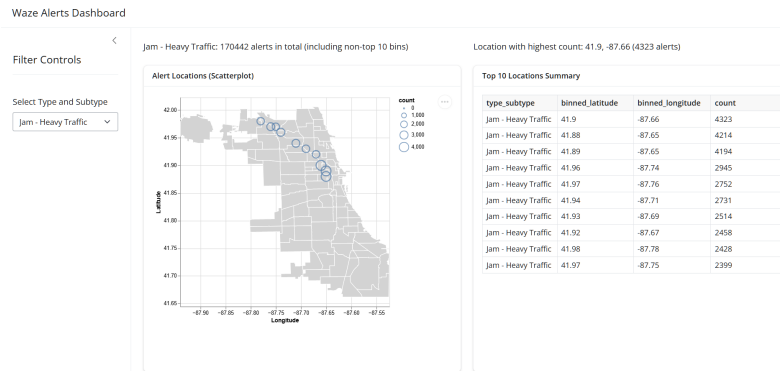 Waze Alerts Dashboard
Filter Controls
Select Type and Subtype
Jam - Heavy Traffic
Jam - Heavy Traffic: 170442 alerts in total (including non-top 10 bins)
Alert Locations (Scatterplot)
count
0
1,000
2,000
3,000
4,000
42.00
41.95
41.90
41.85
41.80
41.75
41.70
41.65
Latitude
-87.90 -87.85 -87.80 -87.75 -87.70 -87.65 -87.60 -87.55
Longitude
Location with highest count: 41.9, -87.66 (4323 alerts)
Top 10 Locations Summary
type_subtype binned_latitude binned_longitude count
Jam - Heavy Traffic 41.9 -87.66 4323
Jam - Heavy Traffic 41.88 -87.65 4214
Jam - Heavy Traffic 41.89 -87.65 4194
Jam - Heavy Traffic 41.96 -87.74 2945
Jam - Heavy Traffic 41.97 -87.76 2752
Jam - Heavy Traffic 41.94 -87.71 2731
Jam - Heavy Traffic 41.93 -87.69 2514
Jam - Heavy Traffic 41.92 -87.67 2458
Jam - Heavy Traffic 41.98 -87.78 2428
Jam - Heavy Traffic 41.97 -87.75 2399